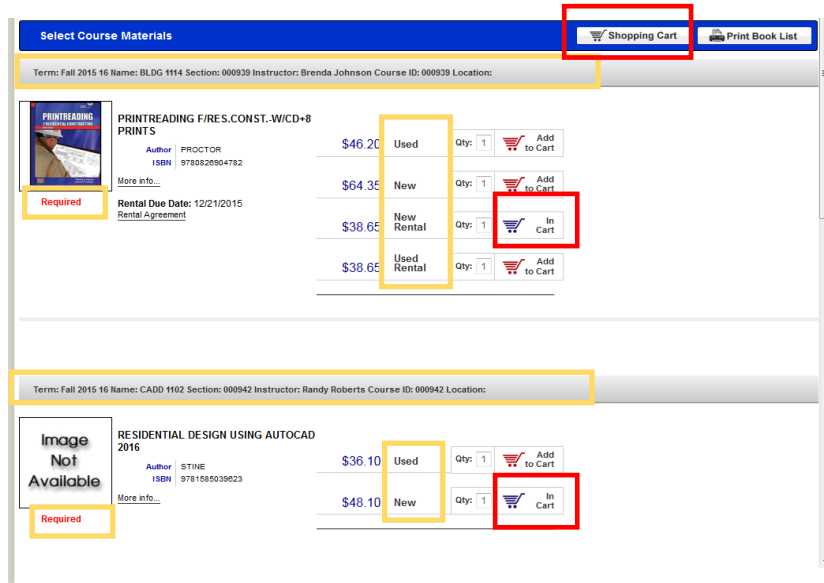 Select Course Materials
Shopping Cart
Print Book List
Term: Fall 2015 16 Name: BLDG 1114 Section: 000939 Instructor: Brenda Johnson Course ID: 000939 Location:
PRINTREADING
PRINTREADING F/RES.CONST.-W/CD+8
PRINTS
Author PROCTOR
ISBN 9780826904782
More info...
Required
Rental Due Date: 12/21/2015
Rental Agreement
$46.20 Used Qty: 1 Add
to Cart
$64.35 New Qty: 1 Add
to Cart
$38.65 New
Rental Qty: 1 In
Cart
$38.65 Used
Rental Qty: 1 Add
to Cart
Term: Fall 2015 16 Name: CADD 1102 Section: 000942 Instructor: Randy Roberts Course ID: 000942 Location:
Image
Not
Available
RESIDENTIAL DESIGN USING AUTOCAD
2016
Author STINE
ISBN 9781585039623
More info...
Required
$36.10 Used Qty: 1 Add
to Cart
$48.10 New Qty: 1 In
Cart